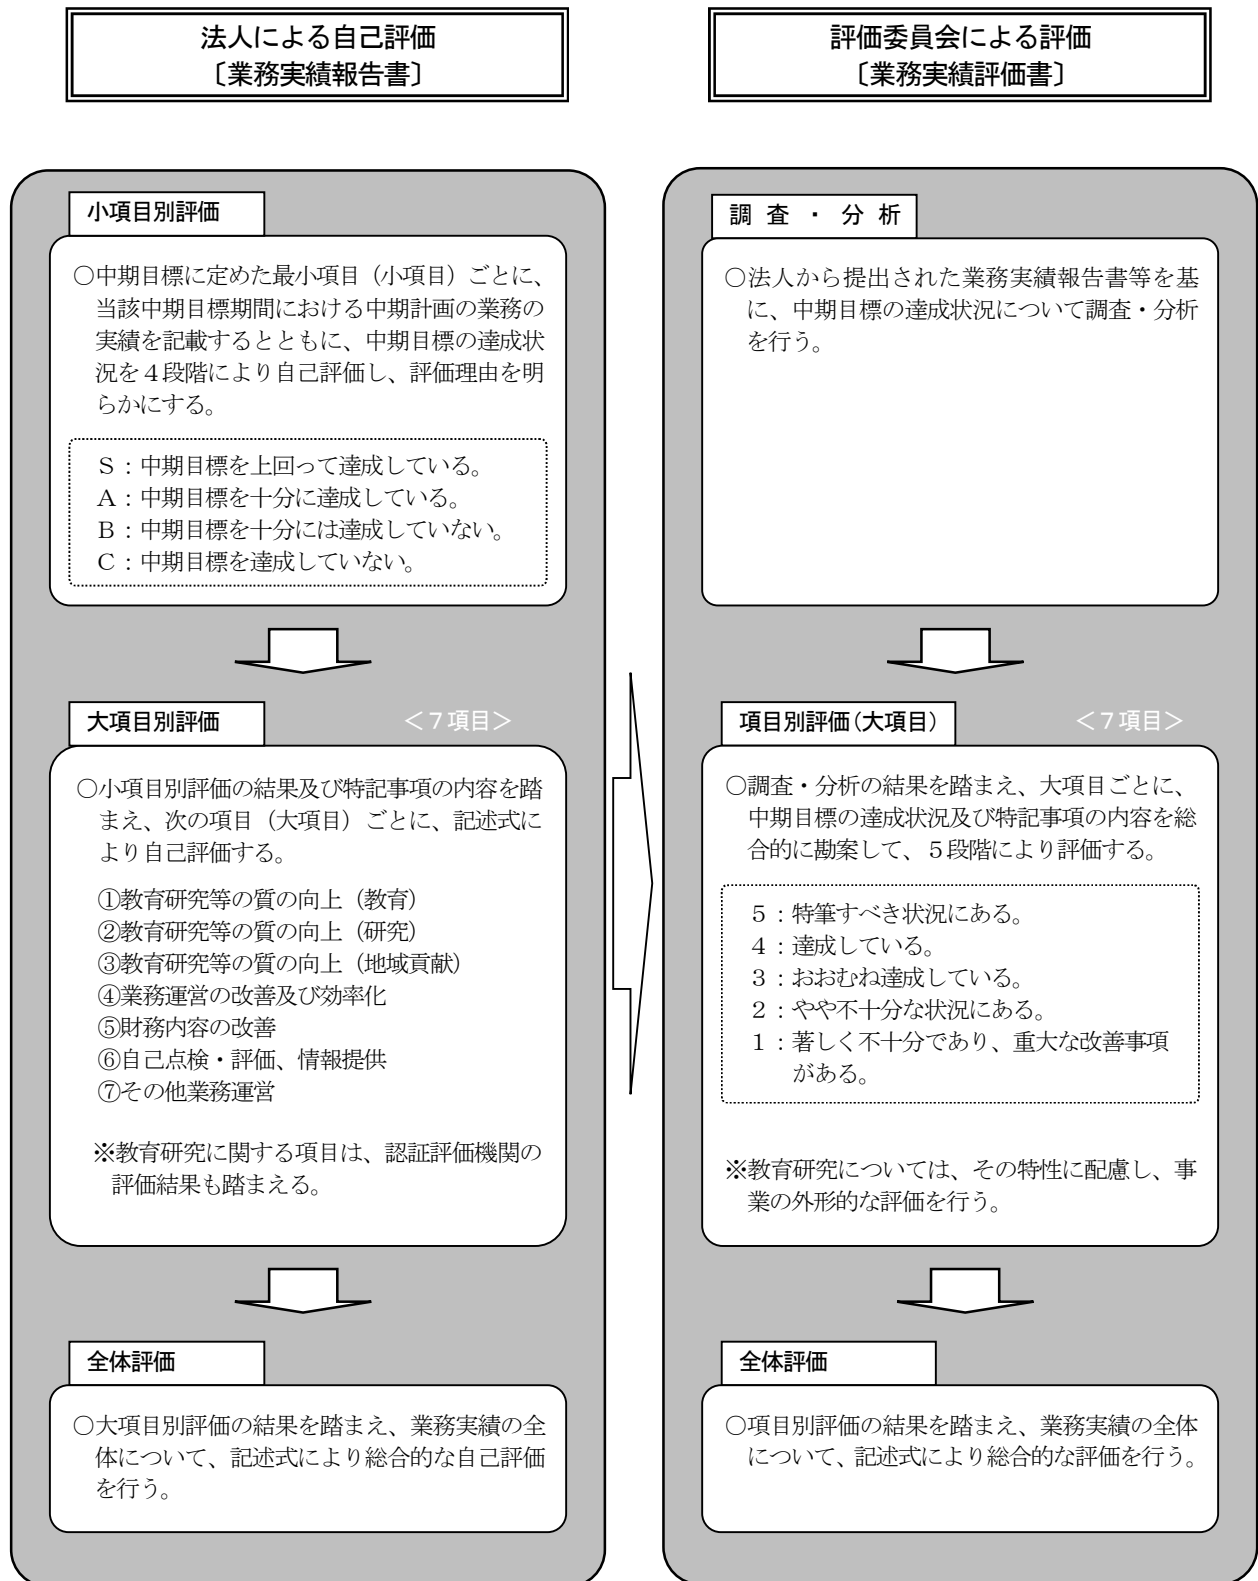 法人による自己評価
〔業務実績報告書〕
小項目別評価
○中期目標に定めた最小項目（小項目）ごとに、
当該中期目標期間における中期計画の業務の
実績を記載するとともに、中期目標の達成状
況を４段階により自己評価し、評価理由を明
らかにする。
Ｓ：中期目標を上回って達成している。
Ａ：中期目標を十分に達成している。
Ｂ：中期目標を十分には達成していない。
Ｃ：中期目標を達成していない。
大項目別評価
＜７項目＞
○小項目別評価の結果及び特記事項の内容を踏
まえ、次の項目（大項目）ごとに、記述式に
より自己評価する。
①教育研究等の質の向上（教育）
②教育研究等の質の向上（研究）
③教育研究等の質の向上（地域貢献）
④業務運営の改善及び効率化
⑤財務内容の改善
⑥自己点検・評価、情報提供
⑦その他業務運営
※教育研究に関する項目は、認証評価機関の
評価結果も踏まえる。
全体評価
○大項目別評価の結果を踏まえ、業務実績の全
体について、記述式により総合的な自己評価
を行う。
評価委員会による評価
〔業務実績評価書〕
調 査 ・ 分 析
○法人から提出された業務実績報告書等を基
に、中期目標の達成状況について調査・分析
を行う。
項目別評価（大項目）
＜７項目＞
○調査・分析の結果を踏まえ、大項目ごとに、
中期目標の達成状況及び特記事項の内容を総
合的に勘案して、５段階により評価する。
５：特筆すべき状況にある。
４：達成している。
３：おおむね達成している。
２：やや不十分な状況にある。
１：著しく不十分であり、重大な改善事項
がある。
※教育研究については、その特性に配慮し、事
業の外形的な評価を行う。
全体評価
○項目別評価の結果を踏まえ、業務実績の全体
について、記述式により総合的な評価を行う。